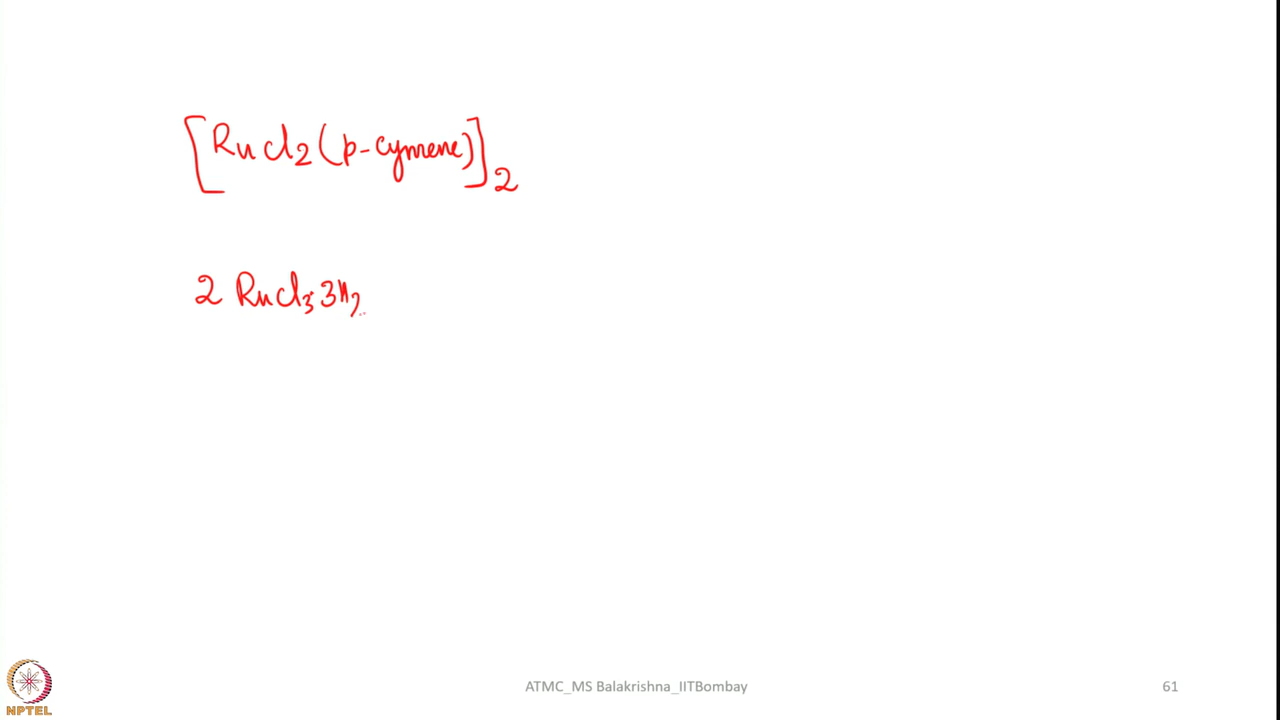 [RuCl2(p-cymene)]2
2 RuCl3·3H2
NPTEL
ATMC_MS Balakrishna_IITBombay
61